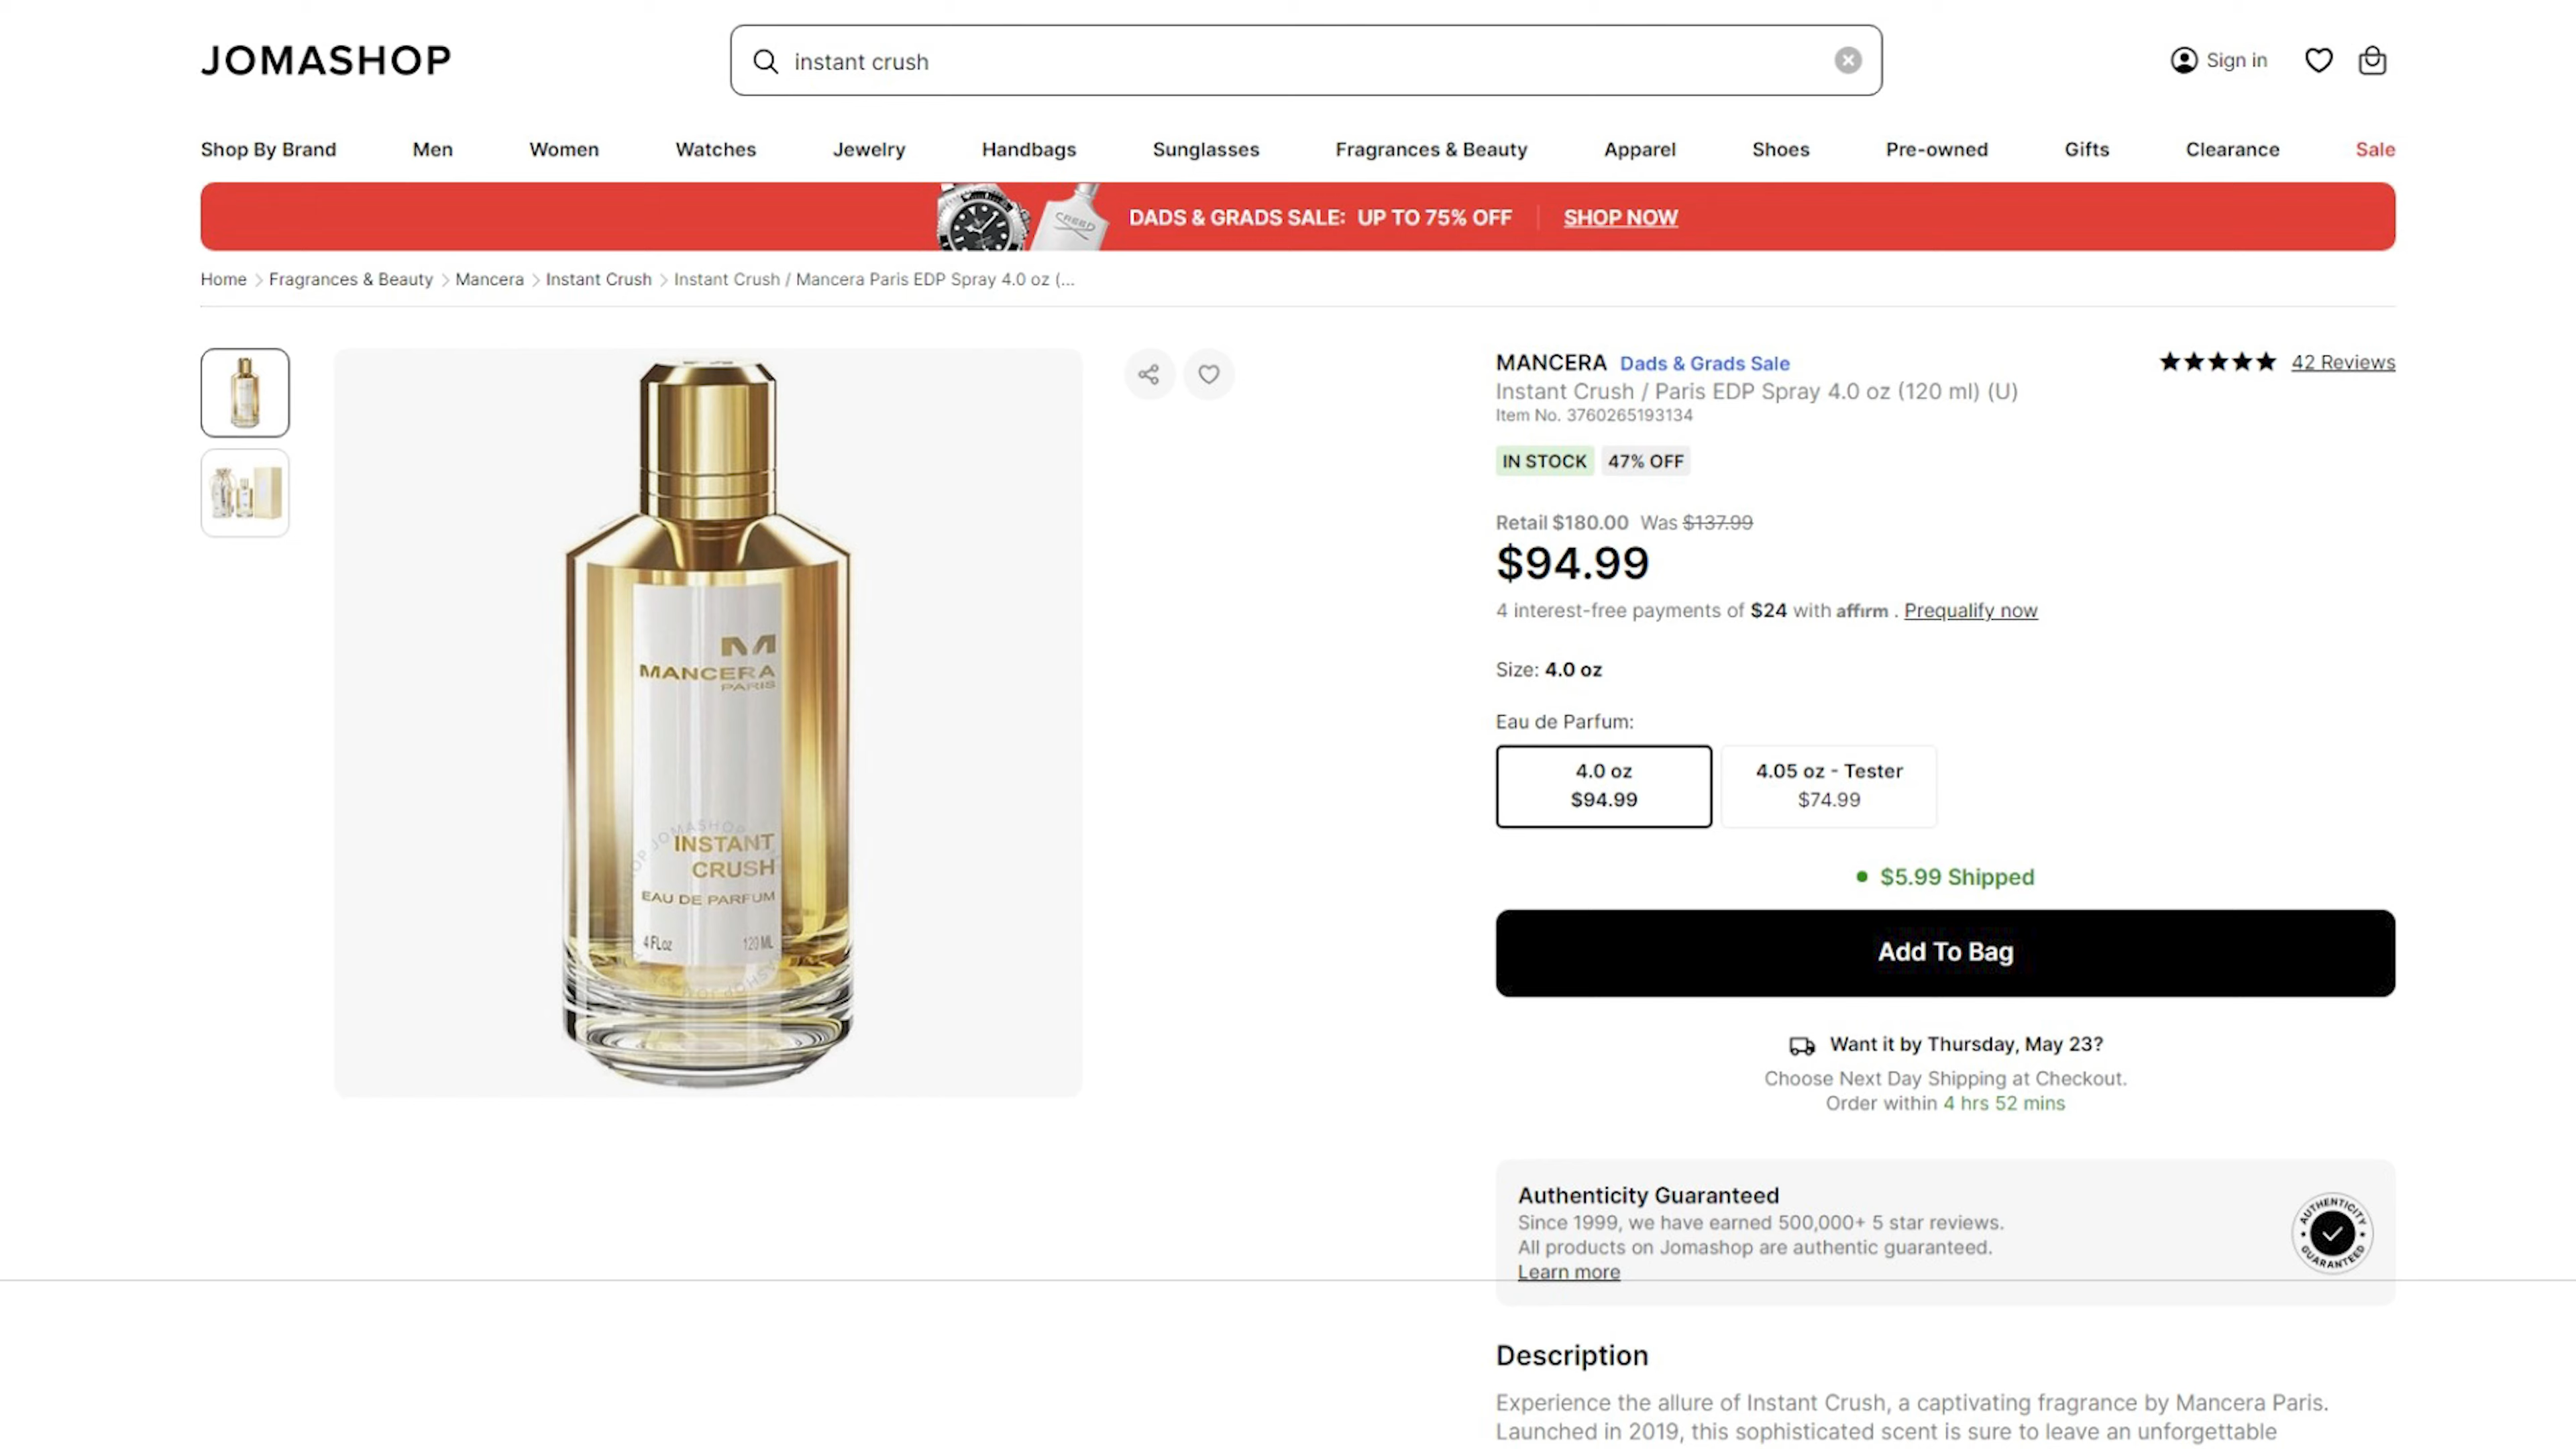 JOMASHOP
instant crush
Sign in
Shop By Brand Men Women Watches Jewelry Handbags Sunglasses Fragrances & Beauty Apparel Shoes Pre-owned Gifts Clearance Sale
CREED
DADS & GRADS SALE: UP TO 75% OFF SHOP NOW
Home > Fragrances & Beauty > Mancera > Instant Crush > Instant Crush / Mancera Paris EDP Spray 4.0 oz (...
M
MANCERA
PARIS
INSTANT
CRUSH
EAU DE PARFUM
4 FL oz 120 ML
JOMASHOP
MANCERA Dads & Grads Sale
42 Reviews
Instant Crush / Paris EDP Spray 4.0 oz (120 ml) (U)
Item No. 3760265193134
IN STOCK 47% OFF
Retail $180.00 Was $137.99
$94.99
4 interest-free payments of $24 with affirm . Prequalify now
Size: 4.0 oz
Eau de Parfum:
4.0 oz
$94.99
4.05 oz - Tester
$74.99
$5.99 Shipped
Add To Bag
Want it by Thursday, May 23?
Choose Next Day Shipping at Checkout.
Order within 4 hrs 52 mins
Authenticity Guaranteed
Since 1999, we have earned 500,000+ 5 star reviews.
All products on Jomashop are authentic guaranteed.
Learn more
AUTHENTICITY GUARANTEED
Description
Experience the allure of Instant Crush, a captivating fragrance by Mancera Paris.
Launched in 2019, this sophisticated scent is sure to leave an unforgettable